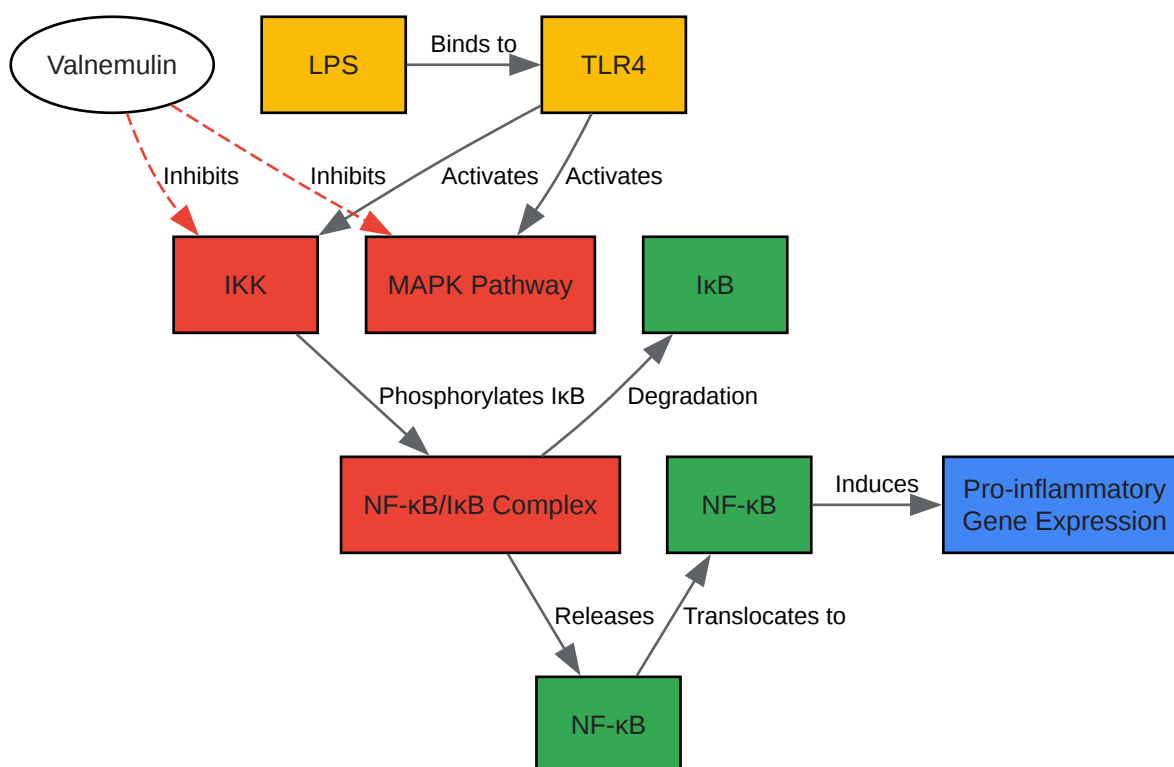 Valnemulin
LPS
Binds to
TLR4
Inhibits
Inhibits
Activates
Activates
IKK
MAPK Pathway
IκB
Phosphorylates IκB
Degradation
NF-κB/IκB Complex
NF-κB
Induces
Pro-inflammatory
Gene Expression
Releases
Translocates to
NF-κB